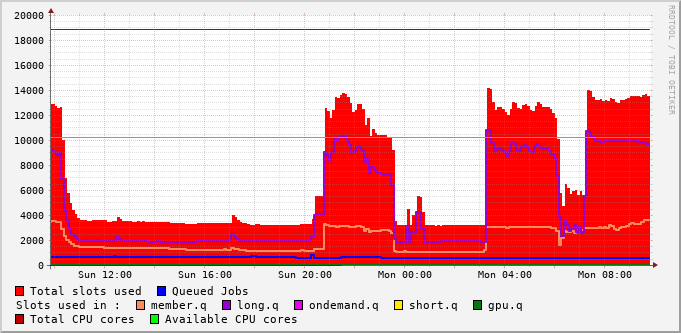 20000
18000
16000
14000
12000
10000
8000
6000
4000
2000
0
Sun 12:00 Sun 16:00 Sun 20:00 Mon 00:00 Mon 04:00 Mon 08:00
RRDTOOL / TOBI OETIKER
Total slots used Queued Jobs
Slots used in : member.q long.q ondemand.q short.q gpu.q
Total CPU cores Available CPU cores